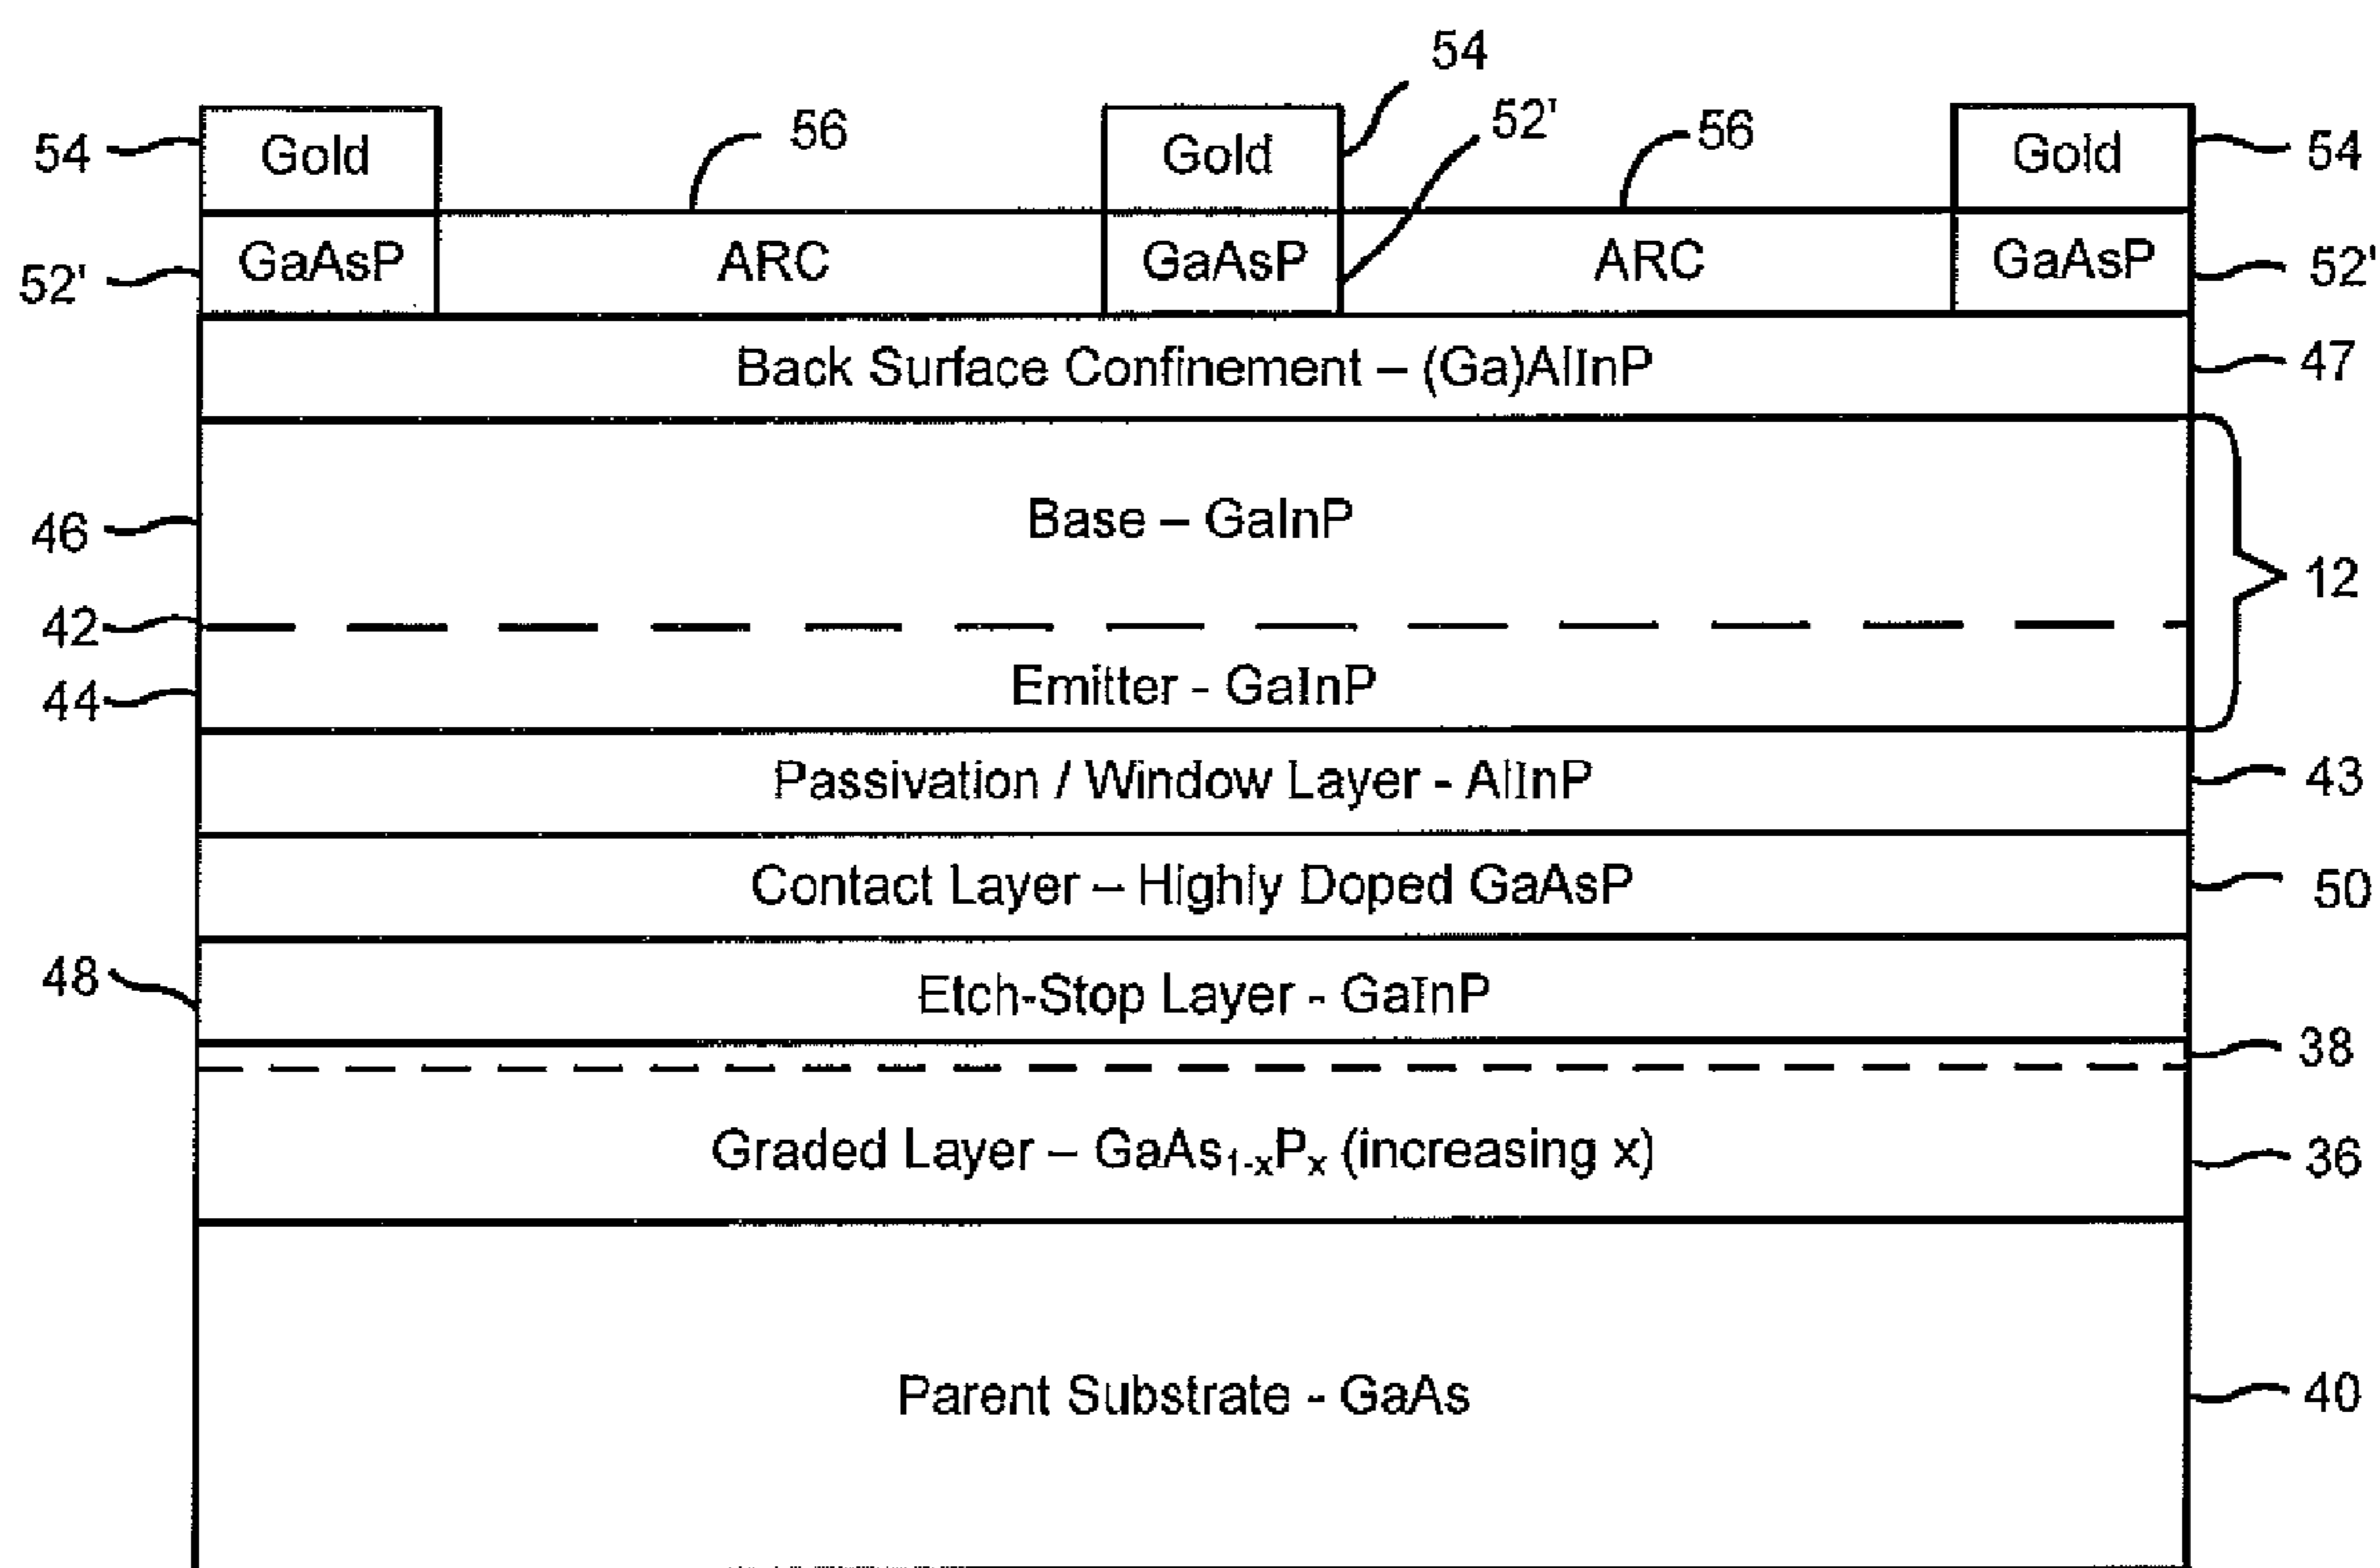 54
54 Gold 56 Gold 52' 56 Gold 54
52' GaAsP ARC GaAsP ARC GaAsP 52'
Back Surface Confinement – (Ga)AlInP 47
46 Base – GaInP
12
42
44 Emitter - GaInP
Passivation / Window Layer - AlInP 43
Contact Layer – Highly Doped GaAsP 50
48 Etch-Stop Layer - GaInP
38
Graded Layer – GaAs₁₋ₓPₓ (increasing x) 36
Parent Substrate - GaAs 40